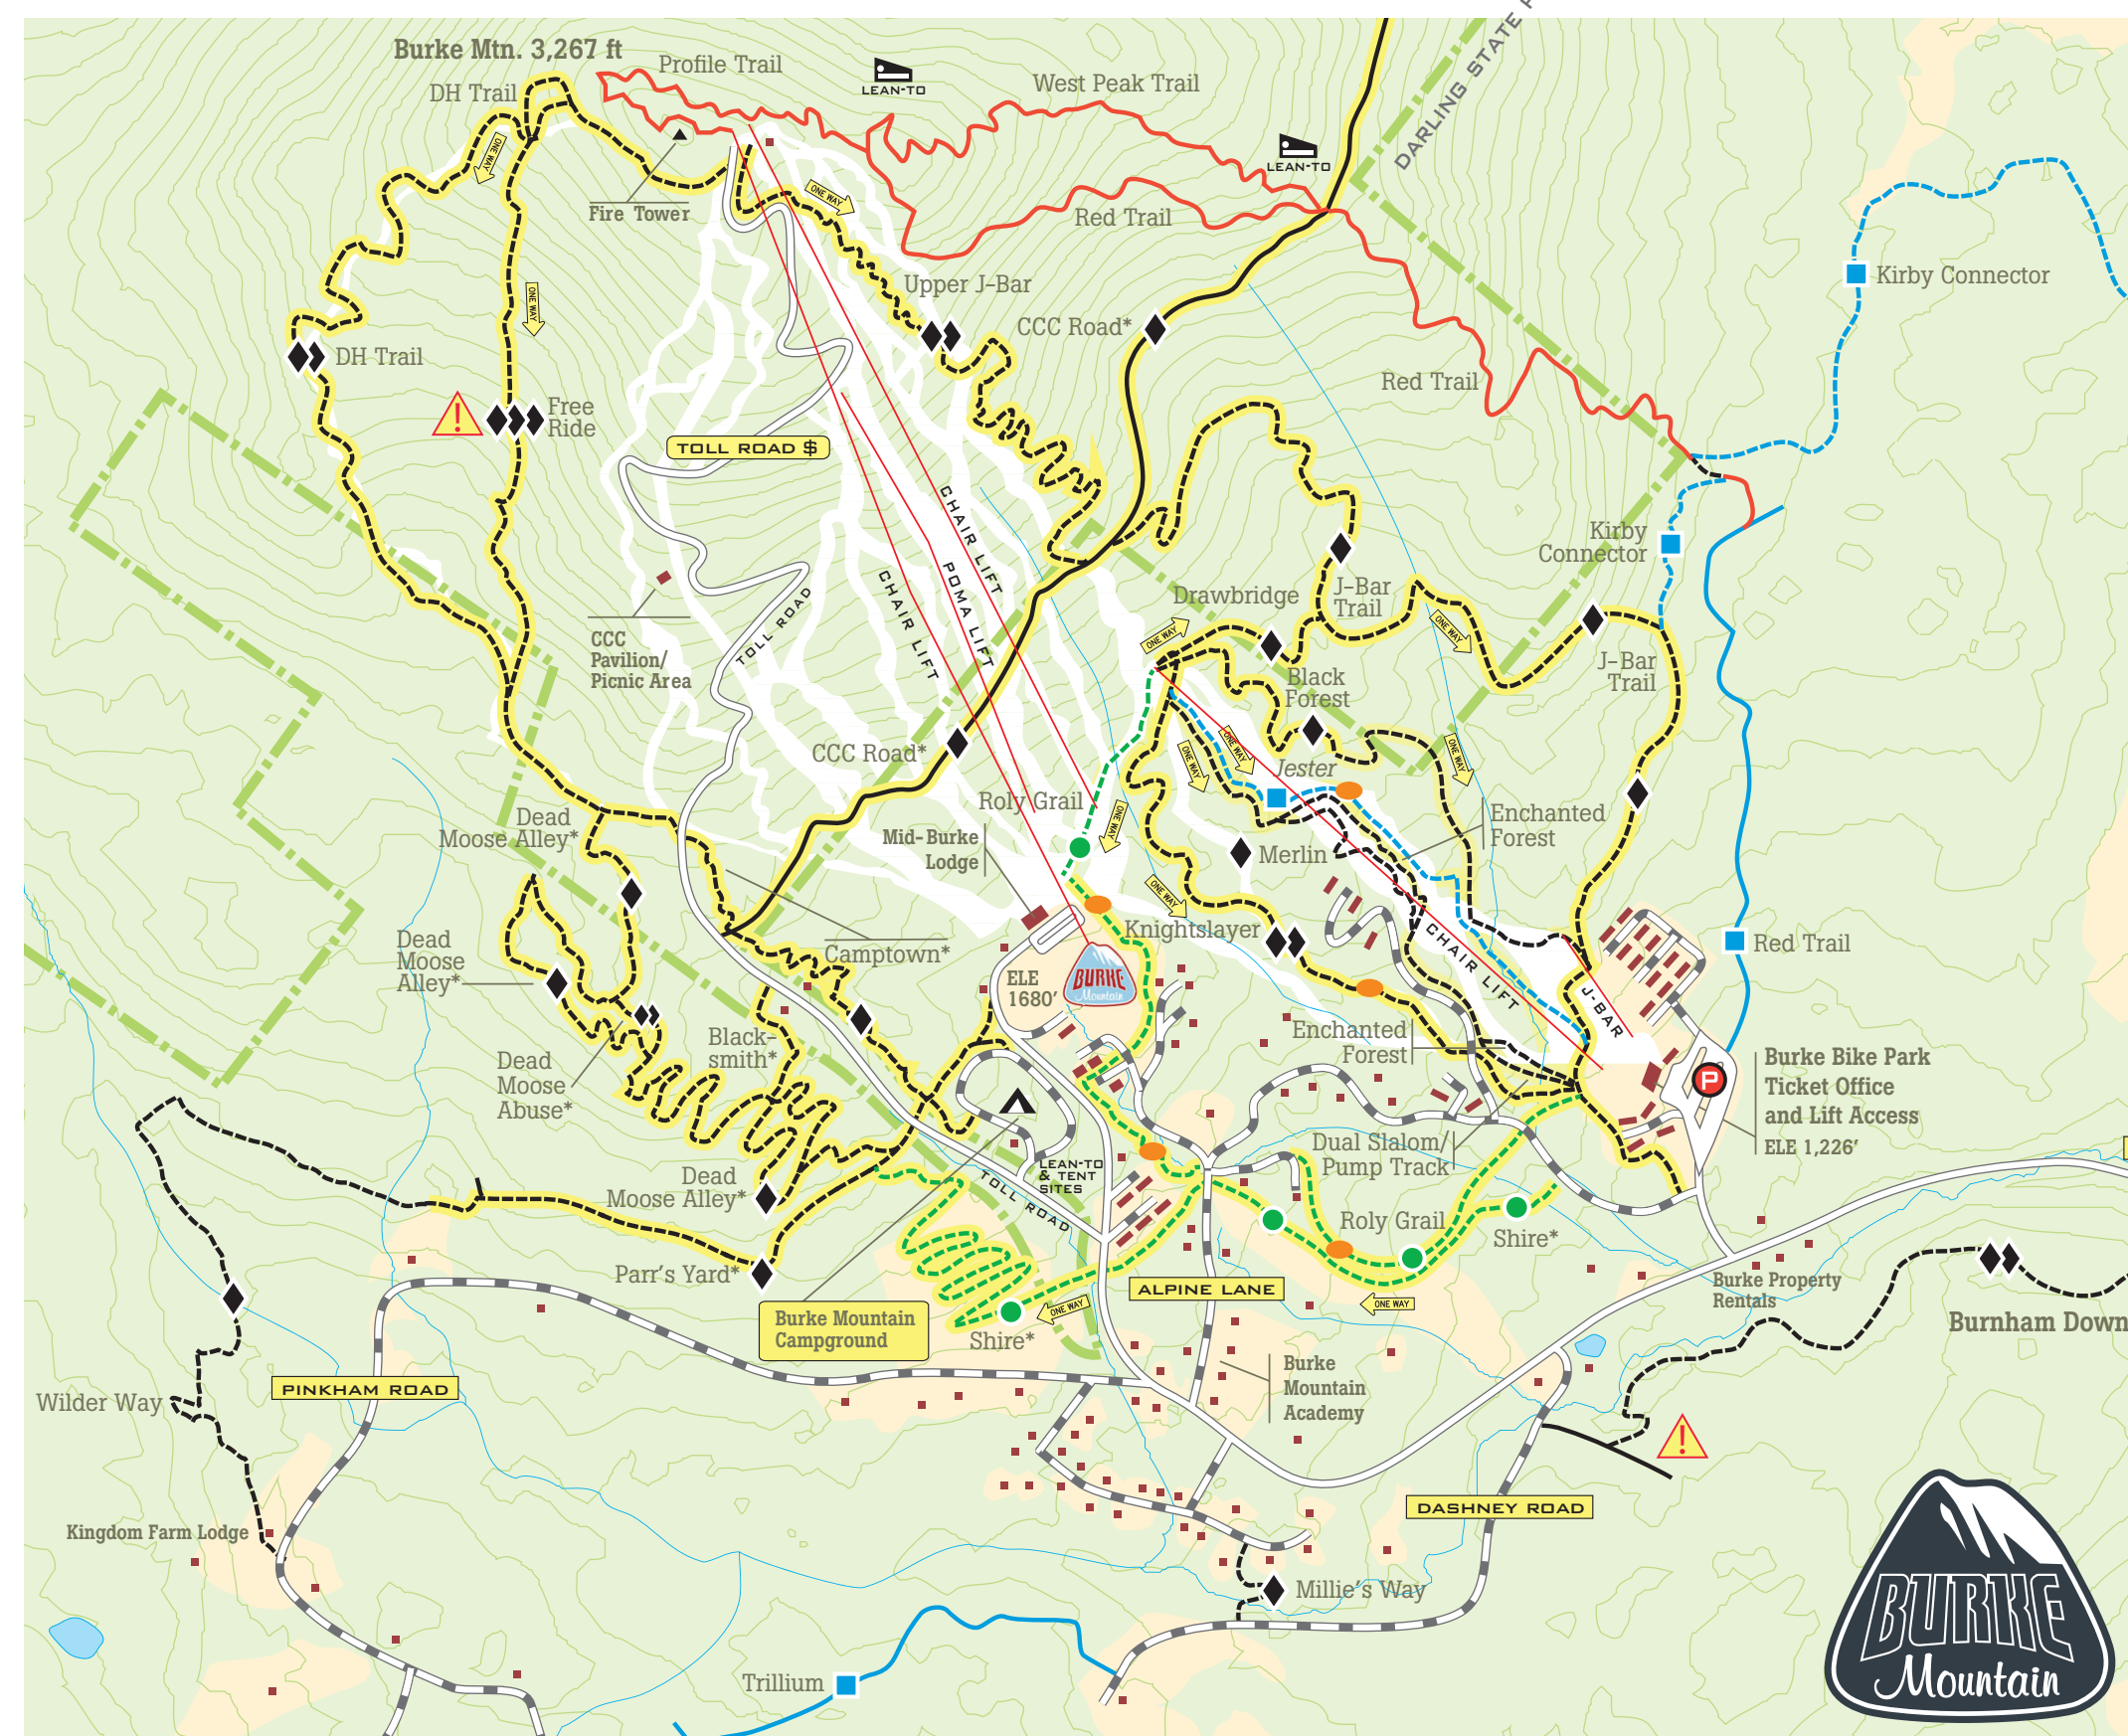 Burke Mtn. 3,267 ft
DH Trail
Profile Trail
LEAN-TO
West Peak Trail
DARLING STATE
LEAN-TO
ONE WAY
ONE WAY
Fire Tower
Red Trail
Upper J-Bar
Kirby Connector
ONE WAY
CCC Road*
DH Trail
Red Trail
!
Free
Ride
TOLL ROAD $
CHAIR LIFT
POMA LIFT
CHAIR LIFT
Kirby
Connector
J-Bar
Trail
Drawbridge
ONE WAY
ONE WAY
CCC
Pavilion/
Picnic Area
TOLL ROAD
J-Bar
Trail
Black
Forest
CCC Road*
ONE WAY
ONE WAY
ONE WAY
Jester
Roly Grail
ONE WAY
Enchanted
Forest
Dead
Moose Alley*
Mid-Burke
Lodge
Merlin
ONE WAY
Knightslayer
CHAIR LIFT
Red Trail
Dead
Moose
Alley*
Camptown*
ELE
1680'
BURKE
Mountain
J-BAR
Black-
smith*
Enchanted
Forest
Dead
Moose
Abuse*
P
Burke Bike Park
Ticket Office
and Lift Access
ELE 1,226'
Dual Slalom/
Pump Track
LEAN-TO
& TENT
SITES
Dead
Moose Alley*
TOLL ROAD
Roly Grail
Shire*
Parr's Yard*
ALPINE LANE
ONE WAY
ONE WAY
Burke Property
Rentals
Burke Mountain
Campground
Shire*
Burnham Down
Burke
Mountain
Academy
PINKHAM ROAD
Wilder Way
!
DASHNEY ROAD
Kingdom Farm Lodge
Millie's Way
Trillium
BURKE
Mountain